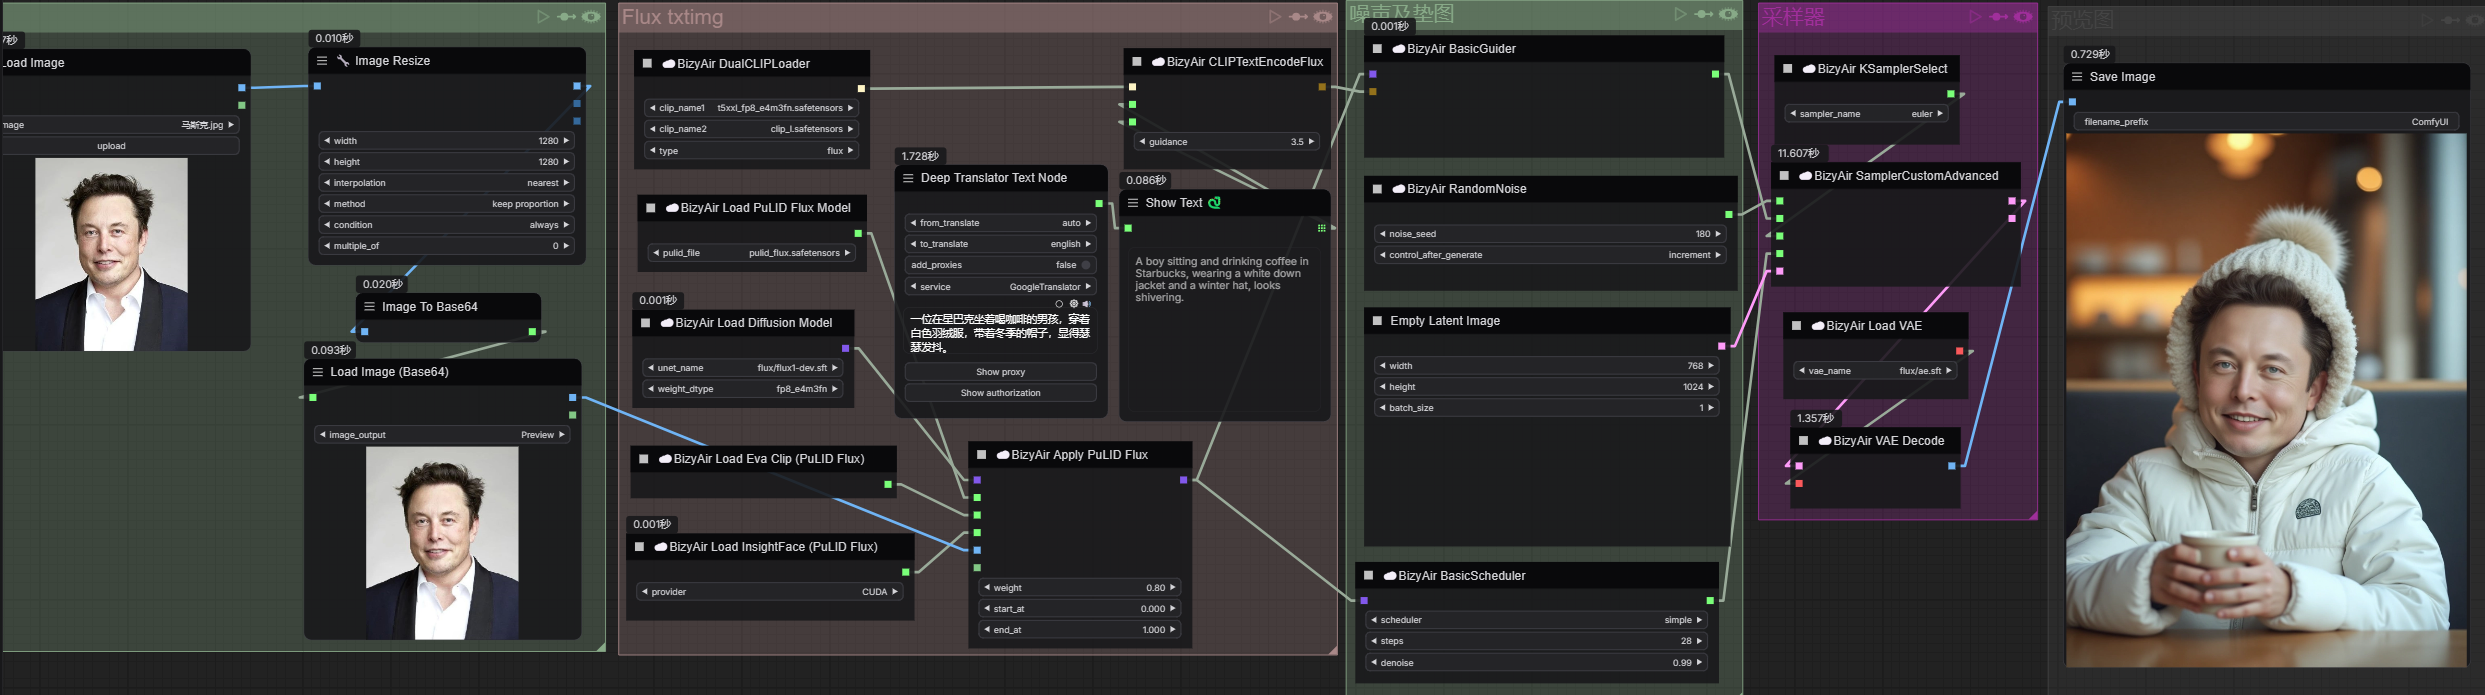 7秒
Load Image
mage
马斯克.jpg
upload
0.010秒
Image Resize
width 1280
height 1280
interpolation nearest
method keep proportion
condition always
multiple_of 0
0.020秒
Image To Base64
0.093秒
Load Image (Base64)
image_output Preview
Flux txtimg
BizyAir DualCLIPLoader
clip_name1 t5xxl_fp8_e4m3fn.safetensors
clip_name2 clip_l.safetensors
type flux
BizyAir Load PuLID Flux Model
pulid_file pulid_flux.safetensors
0.001秒
BizyAir Load Diffusion Model
unet_name flux/flux1-dev.sft
weight_dtype fp8_e4m3fn
BizyAir Load Eva Clip (PuLID Flux)
0.001秒
BizyAir Load InsightFace (PuLID Flux)
provider CUDA
1.728秒
Deep Translator Text Node
from_translate auto
to_translate english
add_proxies false
service GoogleTranslator
一位在星巴克坐着喝咖啡的男孩，穿着
白色羽绒服，带着冬季的帽子，显得瑟
瑟发抖。
Show proxy
Show authorization
BizyAir CLIPTextEncodeFlux
guidance 3.5
0.086秒
Show Text
A boy sitting and drinking coffee in
Starbucks, wearing a white down
jacket and a winter hat, looks
shivering.
BizyAir Apply PuLID Flux
weight 0.80
start_at 0.000
end_at 1.000
噪声及垫图
0.001秒
BizyAir BasicGuider
BizyAir RandomNoise
noise_seed 180
control_after_generate increment
Empty Latent Image
width 768
height 1024
batch_size 1
BizyAir BasicScheduler
scheduler simple
steps 28
denoise 0.99
采样器
BizyAir KSamplerSelect
sampler_name euler
11.607秒
BizyAir SamplerCustomAdvanced
BizyAir Load VAE
vae_name flux/ae.sft
1.357秒
BizyAir VAE Decode
预览图
0.729秒
Save Image
filename_prefix ComfyUI